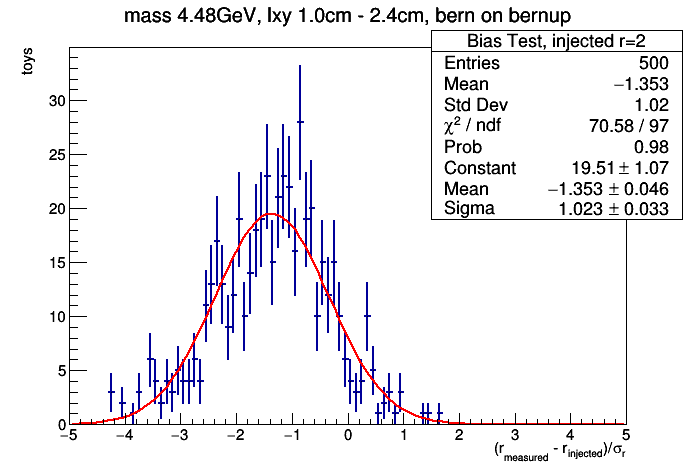 mass 4.48GeV, lxy 1.0cm - 2.4cm, bern on bernup
Bias Test, injected r=2
Entries 500
Mean −1.353
Std Dev 1.02
χ² / ndf 70.58 / 97
Prob 0.98
Constant 19.51 ± 1.07
Mean −1.353 ± 0.046
Sigma 1.023 ± 0.033
toys
30
25
20
15
10
5
0
−5 −4 −3 −2 −1 0 1 2 3 4 5
(r_measured - r_injected)/σ_r